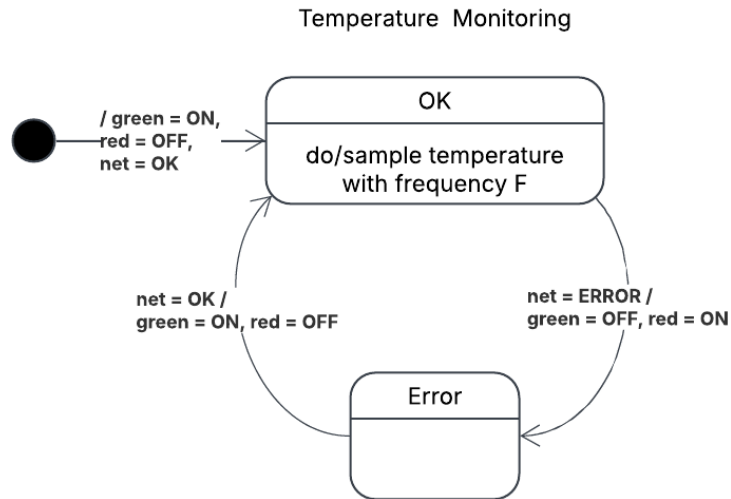 Temperature Monitoring
/ green = ON,
red = OFF,
net = OK
OK
do/sample temperature
with frequency F
net = OK /
green = ON, red = OFF
net = ERROR /
green = OFF, red = ON
Error